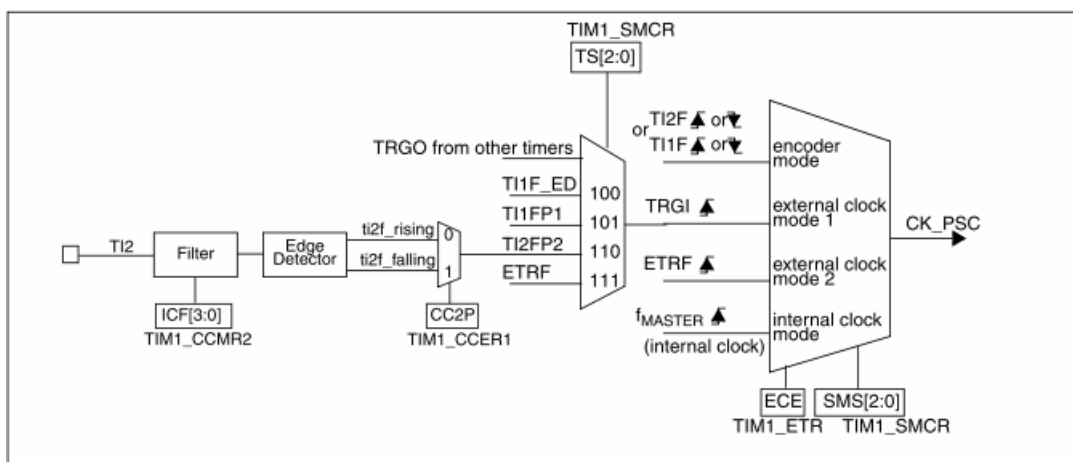 TIM1_SMCR
TS[2:0]
TRGO from other timers
TI1F_ED
TI1FP1
TI2FP2
ETRF
100
101
110
111
TI2
Filter
Edge
Detector
ti2f_rising
ti2f_falling
0
1
ICF[3:0]
TIM1_CCMR2
CC2P
TIM1_CCER1
TI2F or
or
TI1F or
encoder
mode
TRGI
external clock
mode 1
ETRF
external clock
mode 2
fMASTER
(internal clock)
internal clock
mode
CK_PSC
ECE
TIM1_ETR
SMS[2:0]
TIM1_SMCR